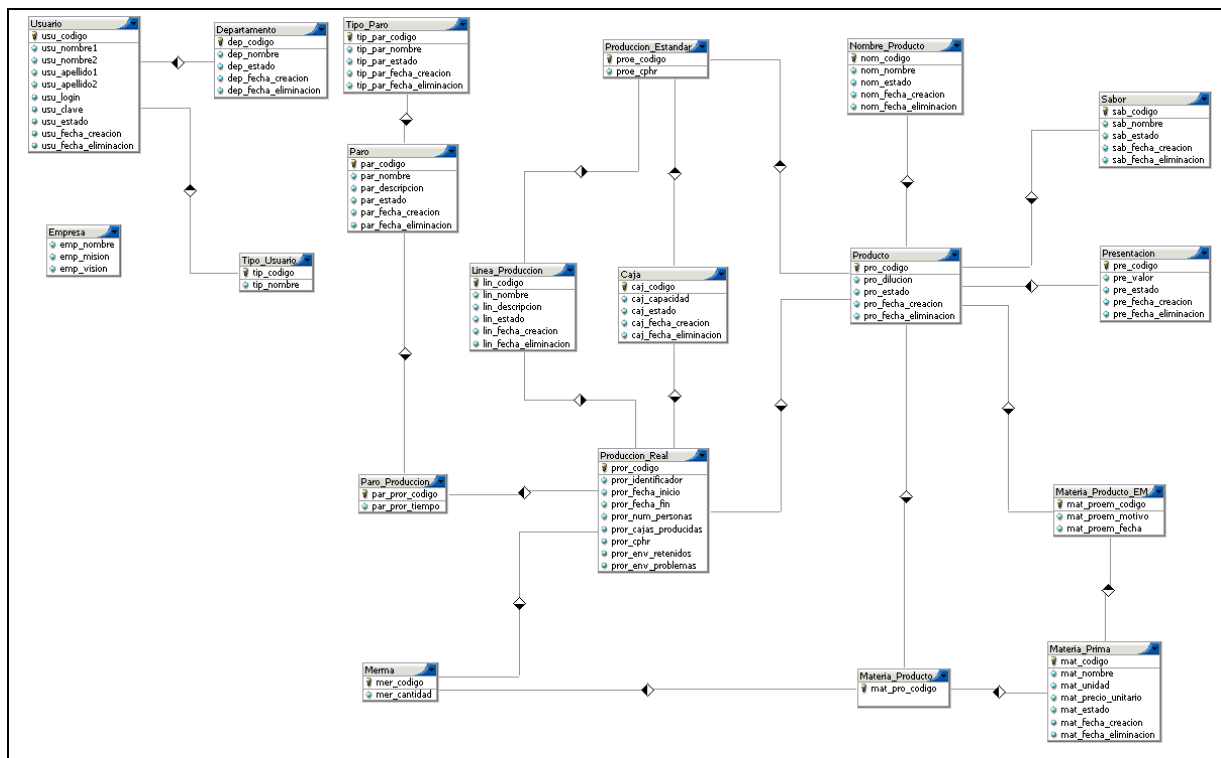 Usuario
usu_codigo
usu_nombre1
usu_nombre2
usu_apellido1
usu_apellido2
usu_login
usu_clave
usu_estado
usu_fecha_creacion
usu_fecha_eliminacion
Departamento
dep_codigo
dep_nombre
dep_estado
dep_fecha_creacion
dep_fecha_eliminacion
Tipo_Paro
tip_par_codigo
tip_par_nombre
tip_par_estado
tip_par_fecha_creacion
tip_par_fecha_eliminacion
Produccion_Estandar
proe_codigo
proe_cphr
Nombre_Producto
nom_codigo
nom_nombre
nom_estado
nom_fecha_creacion
nom_fecha_eliminacion
Sabor
sab_codigo
sab_nombre
sab_estado
sab_fecha_creacion
sab_fecha_eliminacion
Paro
par_codigo
par_nombre
par_descripcion
par_estado
par_fecha_creacion
par_fecha_eliminacion
Empresa
emp_nombre
emp_mision
emp_vision
Tipo_Usuario
tip_codigo
tip_nombre
Linea_Produccion
lin_codigo
lin_nombre
lin_descripcion
lin_estado
lin_fecha_creacion
lin_fecha_eliminacion
Caja
caj_codigo
caj_capacidad
caj_estado
caj_fecha_creacion
caj_fecha_eliminacion
Producto
pro_codigo
pro_dilucion
pro_estado
pro_fecha_creacion
pro_fecha_eliminacion
Presentacion
pre_codigo
pre_valor
pre_estado
pre_fecha_creacion
pre_fecha_eliminacion
Paro_Produccion
par_pror_codigo
par_pror_tiempo
Produccion_Real
pror_codigo
pror_identificador
pror_fecha_inicio
pror_fecha_fin
pror_num_personas
pror_cajas_producidas
pror_cphr
pror_env_retenidos
pror_env_problemas
Materia_Producto_EM
mat_proem_codigo
mat_proem_motivo
mat_proem_fecha
Merma
mer_codigo
mer_cantidad
Materia_Producto
mat_pro_codigo
Materia_Prima
mat_codigo
mat_nombre
mat_unidad
mat_precio_unitario
mat_estado
mat_fecha_creacion
mat_fecha_eliminacion